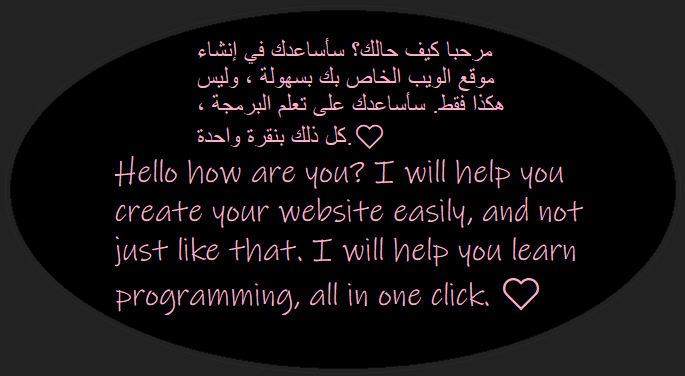 مرحبا كيف حالك؟ سأساعدك في إنشاء
موقع الويب الخاص بك بسهولة ، وليس
هكذا فقط. سأساعدك على تعلم البرمجة ،
كل ذلك بنقرة واحدة.♡
Hello how are you? I will help you
create your website easily, and not
just like that. I will help you learn
programming, all in one click. ♡